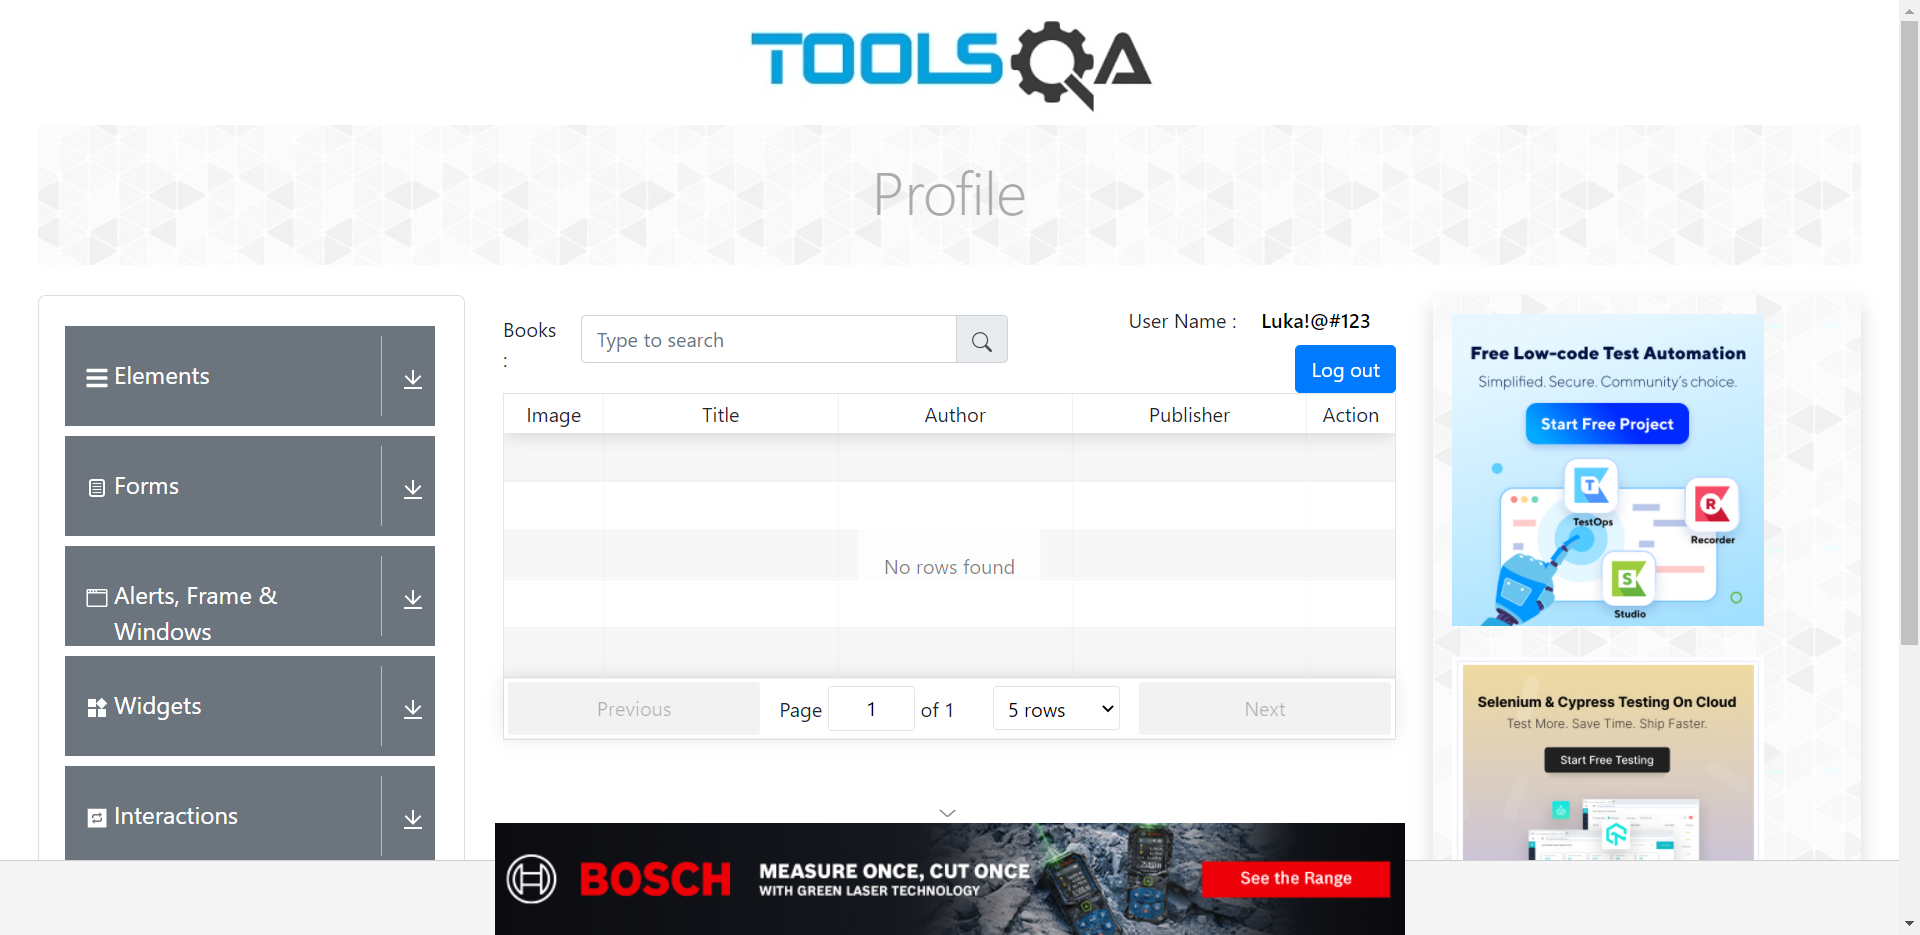 TOOLSQA
Profile
Elements
Forms
Alerts, Frame &
Windows
Widgets
Interactions
Books
:
Type to search
User Name :
Luka!@#123
Log out
Image Title Author Publisher Action
No rows found
Previous
Page 1 of 1
5 rows
Next
Free Low-code Test Automation
Simplified. Secure. Community's choice.
Start Free Project
TestOps
Recorder
Studio
Selenium & Cypress Testing On Cloud
Test More. Save Time. Ship Faster.
Start Free Testing
BOSCH
MEASURE ONCE, CUT ONCE
WITH GREEN LASER TECHNOLOGY
See the Range